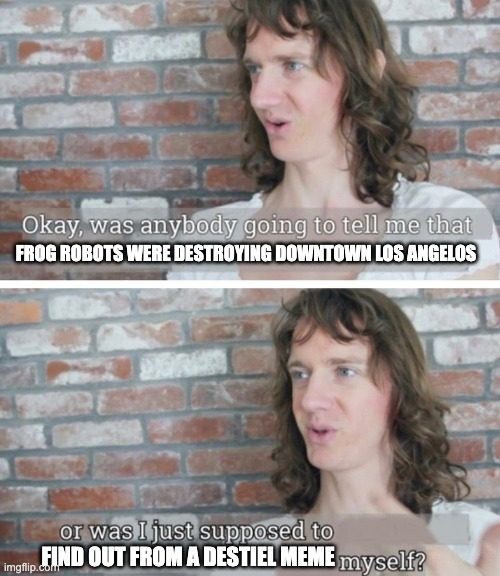 Okay, was anybody going to tell me that
FROG ROBOTS WERE DESTROYING DOWNTOWN LOS ANGELOS
or was I just supposed to
FIND OUT FROM A DESTIEL MEME myself?
imgflip.com